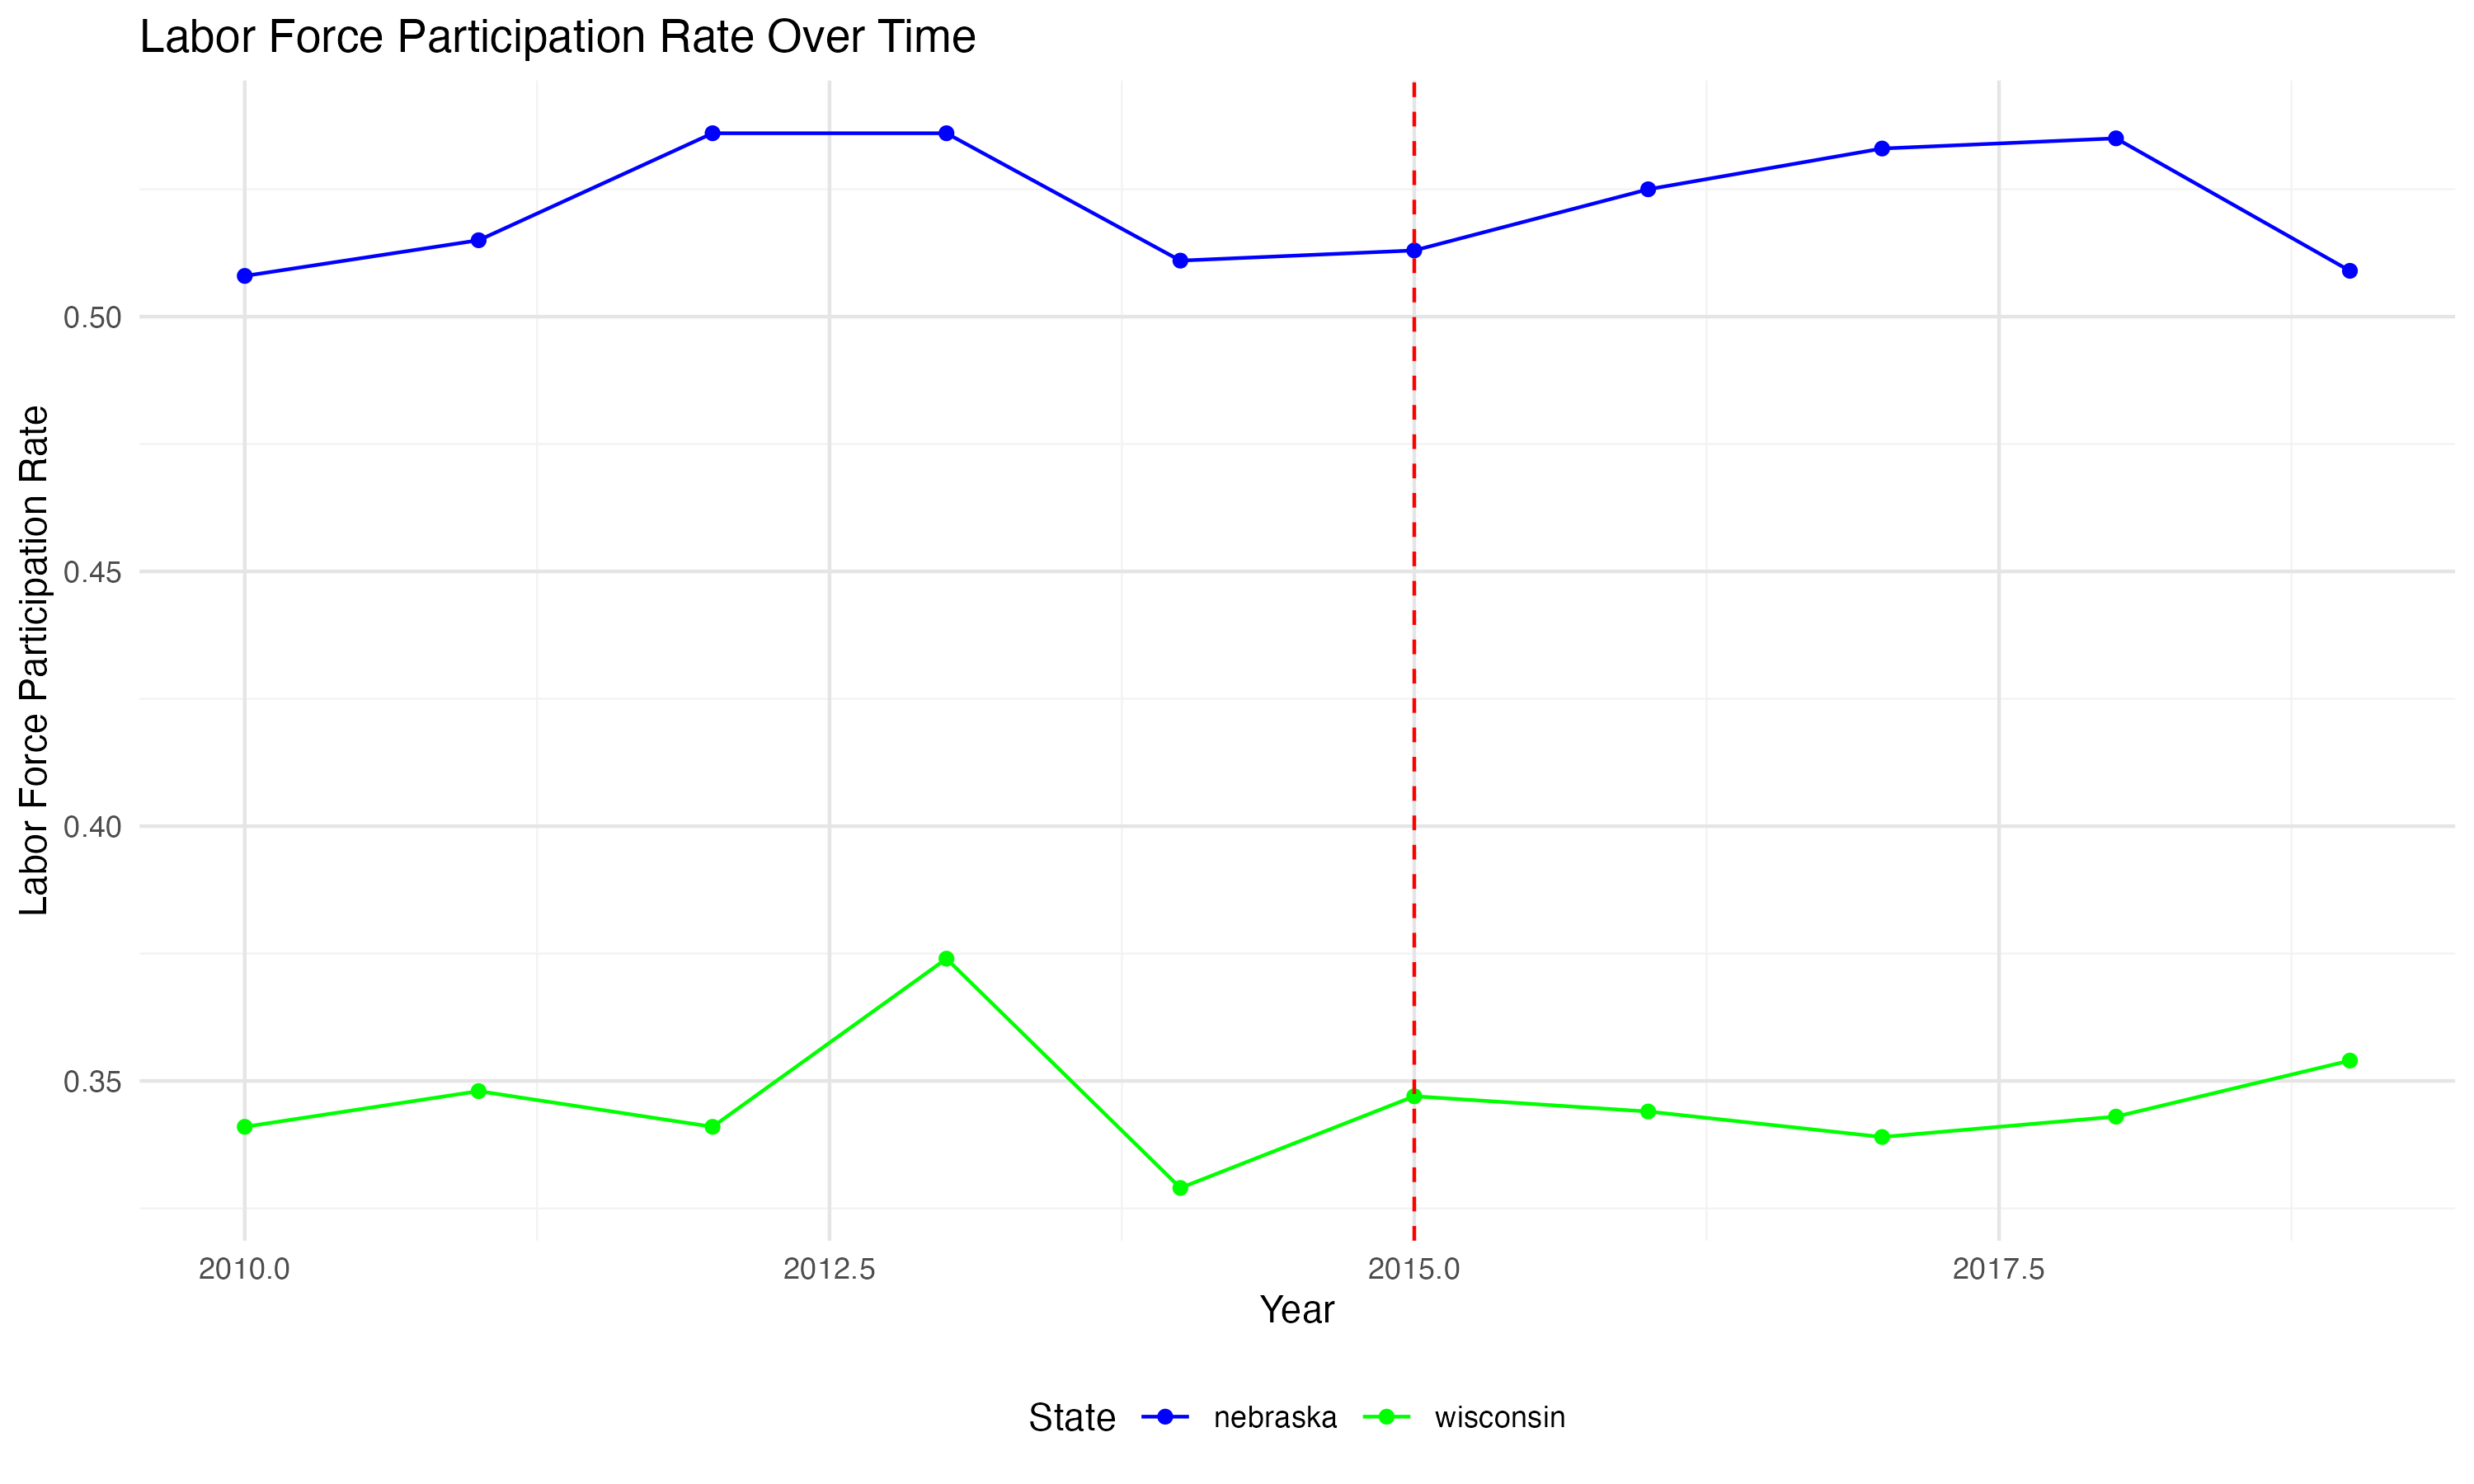 Labor Force Participation Rate Over Time
Labor Force Participation Rate
0.50
0.45
0.40
0.35
2010.0 2012.5 2015.0 2017.5
Year
State nebraska wisconsin